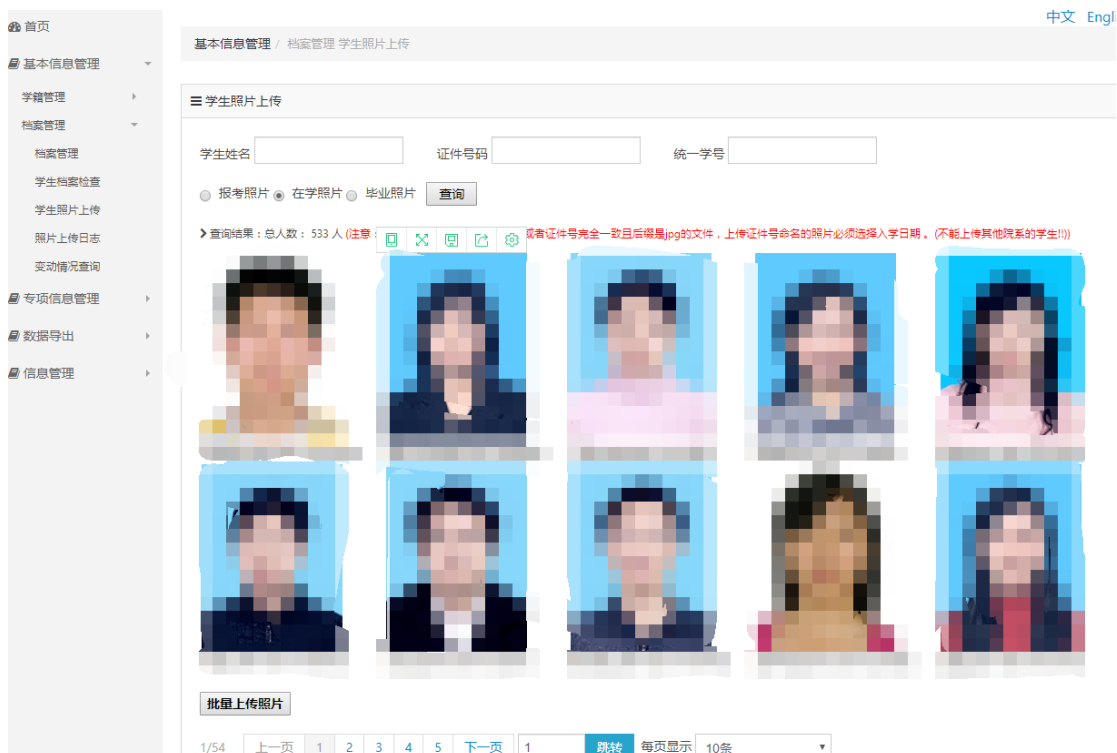 中文 Engl
首页
基本信息管理
学籍管理
档案管理
档案管理
学生档案检查
学生照片上传
照片上传日志
变动情况查询
专项信息管理
数据导出
信息管理
基本信息管理 / 档案管理 学生照片上传
学生照片上传
学生姓名 证件号码 统一学号
报考照片 在学照片 毕业照片 查询
查询结果：总人数： 533 人 (注意： 或者证件号完全一致且后缀是jpg的文件，上传证件号命名的照片必须选择入学日期 。(不能上传其他院系的学生!!))
批量上传照片
1/54 上一页 1 2 3 4 5 下一页 1 跳转 每页显示 10条